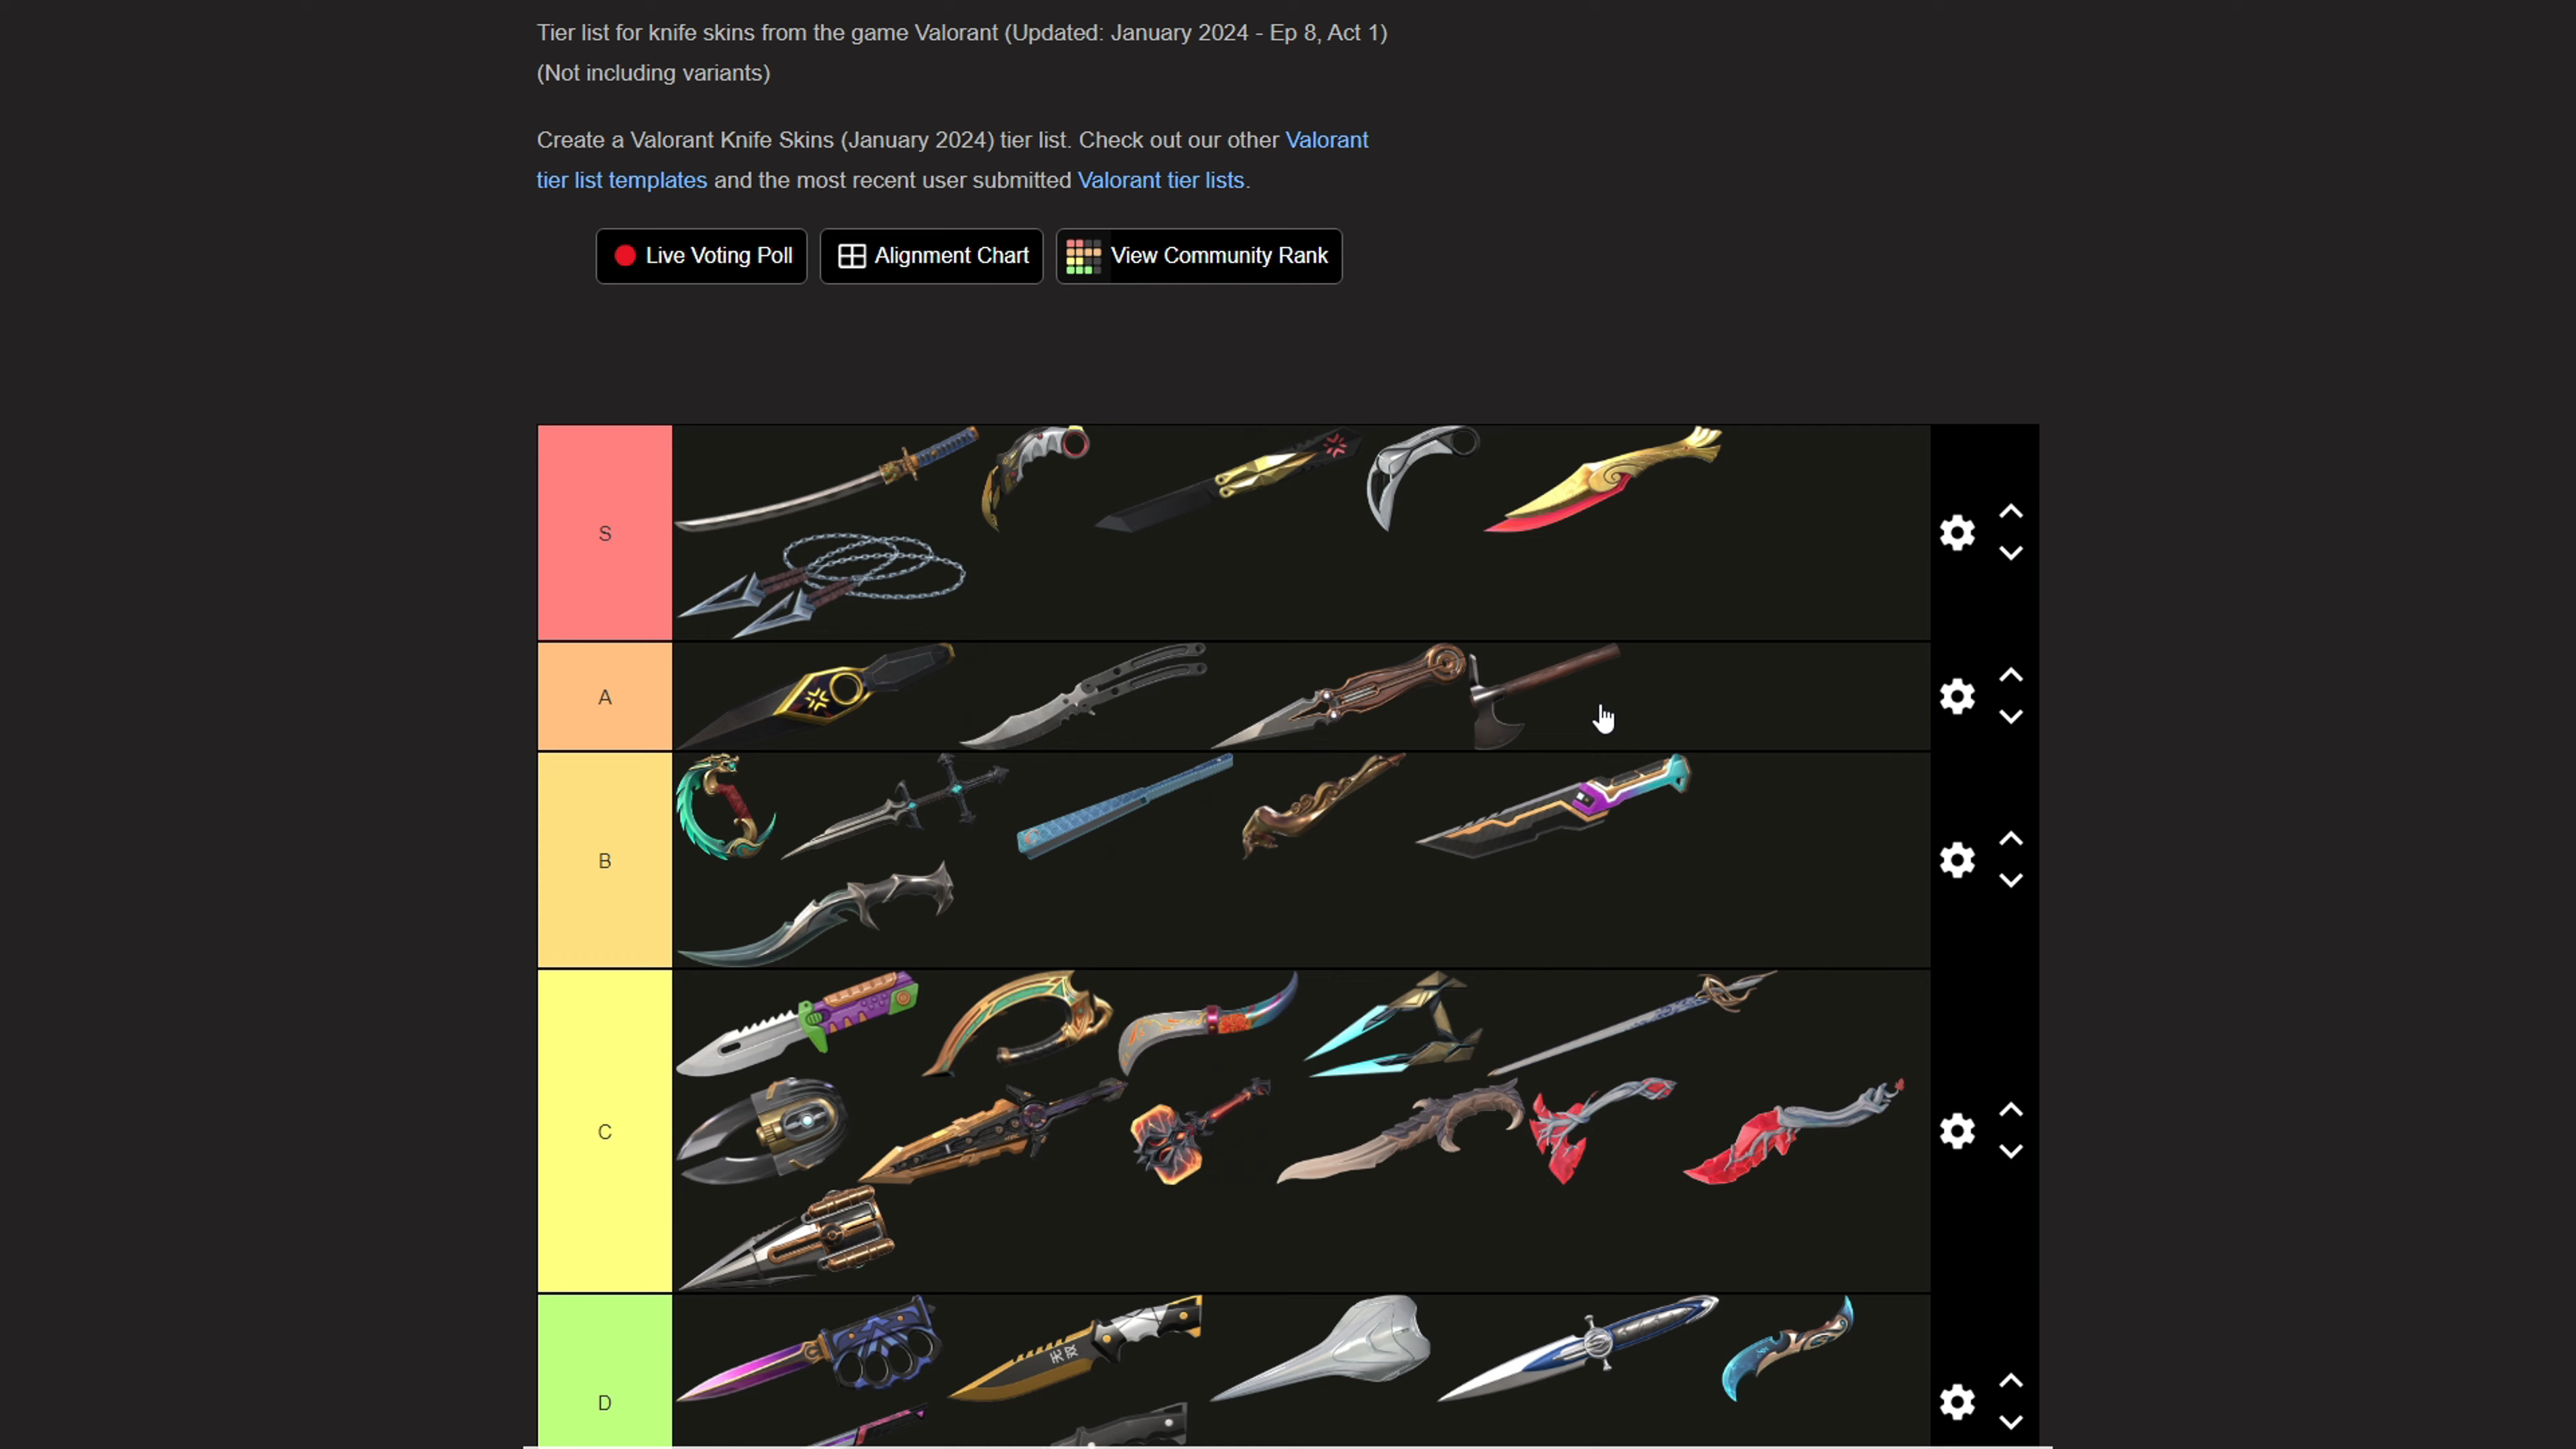 Tier list for knife skins from the game Valorant (Updated: January 2024 - Ep 8, Act 1)
(Not including variants)
Create a Valorant Knife Skins (January 2024) tier list. Check out our other Valorant
tier list templates and the most recent user submitted Valorant tier lists.
Live Voting Poll
Alignment Chart
View Community Rank
S
A
B
C
D
无双